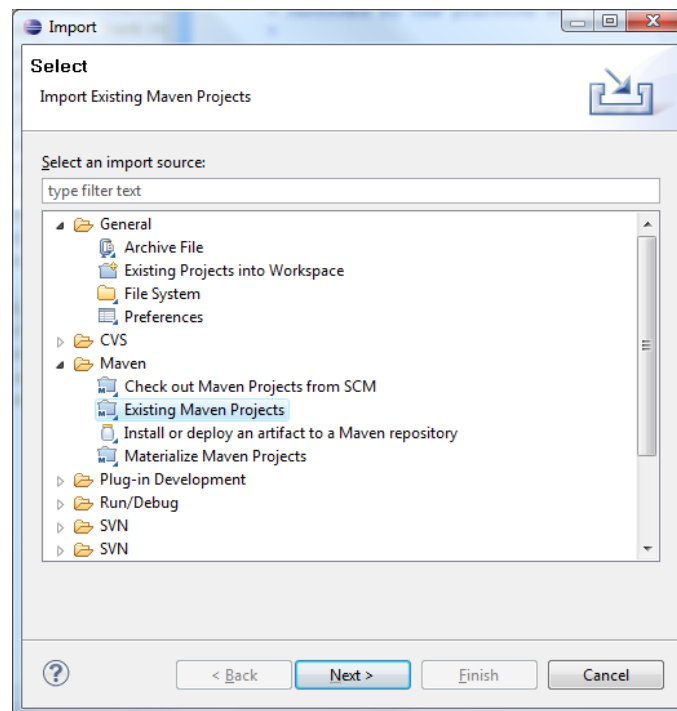 Import
Select
Import Existing Maven Projects
Select an import source:
type filter text
General
Archive File
Existing Projects into Workspace
File System
Preferences
CVS
Maven
Check out Maven Projects from SCM
Existing Maven Projects
Install or deploy an artifact to a Maven repository
Materialize Maven Projects
Plug-in Development
Run/Debug
SVN
SVN
? < Back Next > Finish Cancel